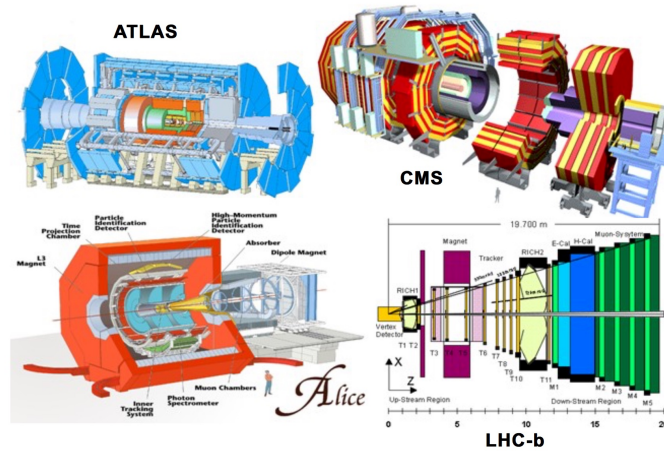 ATLAS
CMS
Particle
Identification
Detector
High-Momentum
Particle
Identification
Detector
Time
Projection
Chamber
Absorber
Dipole Magnet
L3
Magnet
Muon Chambers
Photon
Spectrometer
Inner
Tracking
System
Alice
19.700 m
Muon-System
Magnet
E-Cal
H-Cal
Tracker
RICH2
RICH1
Vertex
Detector
T1 T2
T3
T6
T7
T8
T9
T10
T11
M1
M2
M3
M4
M5
X
Z
Up-Stream Region
Down-Stream Region
0 5 10 15 20
LHC-b